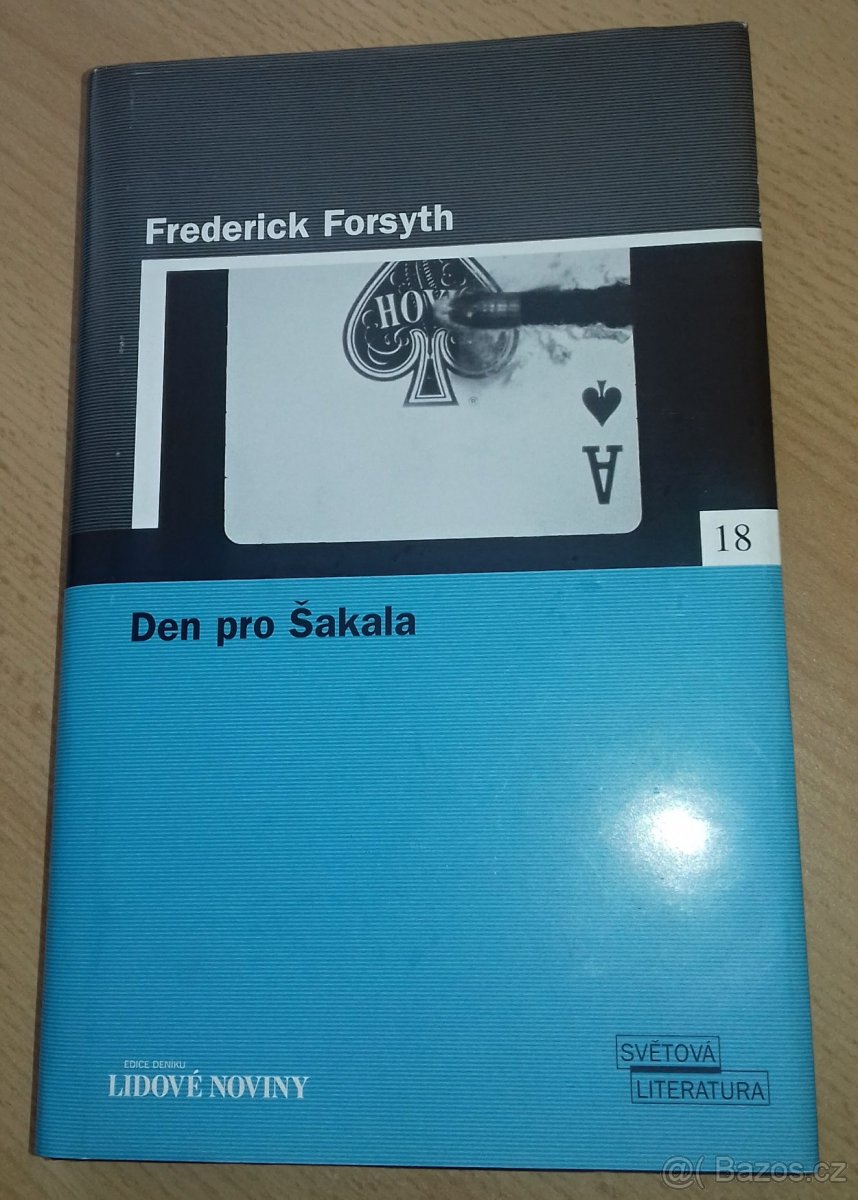 Frederick Forsyth
HOY
®
A
18
Den pro Šakala
EDICE DENÍKU
LIDOVÉ NOVINY
SVĚTOVÁ
LITERATURA
@( Bazos.cz